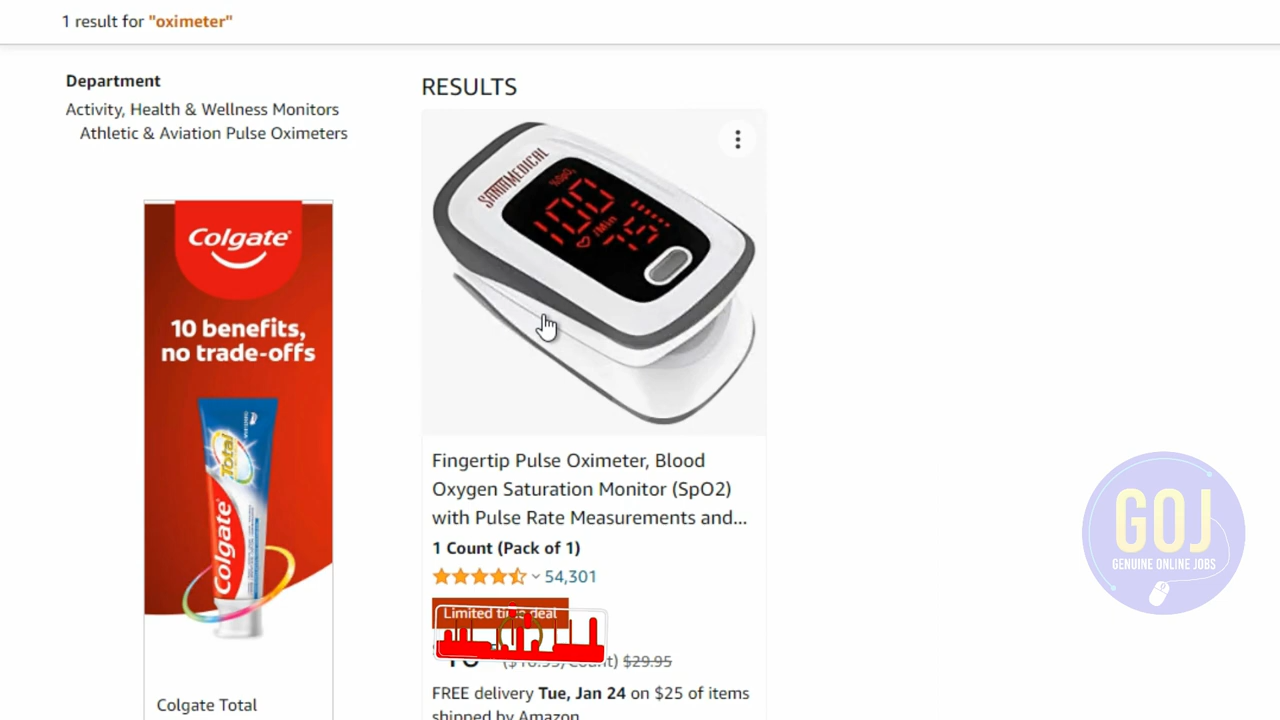 1 result for "oximeter"
Department
Activity, Health & Wellness Monitors
Athletic & Aviation Pulse Oximeters
RESULTS
SANTAMEDICAL
%SpO₂
100
/Min
75
Colgate
10 benefits,
no trade-offs
Colgate Total
Colgate Total
Fingertip Pulse Oximeter, Blood
Oxygen Saturation Monitor (SpO2)
with Pulse Rate Measurements and...
1 Count (Pack of 1)
54,301
Limited time deal
$29.95
FREE delivery Tue, Jan 24 on $25 of items
shipped by Amazon
GOJ
GENUINE ONLINE JOBS